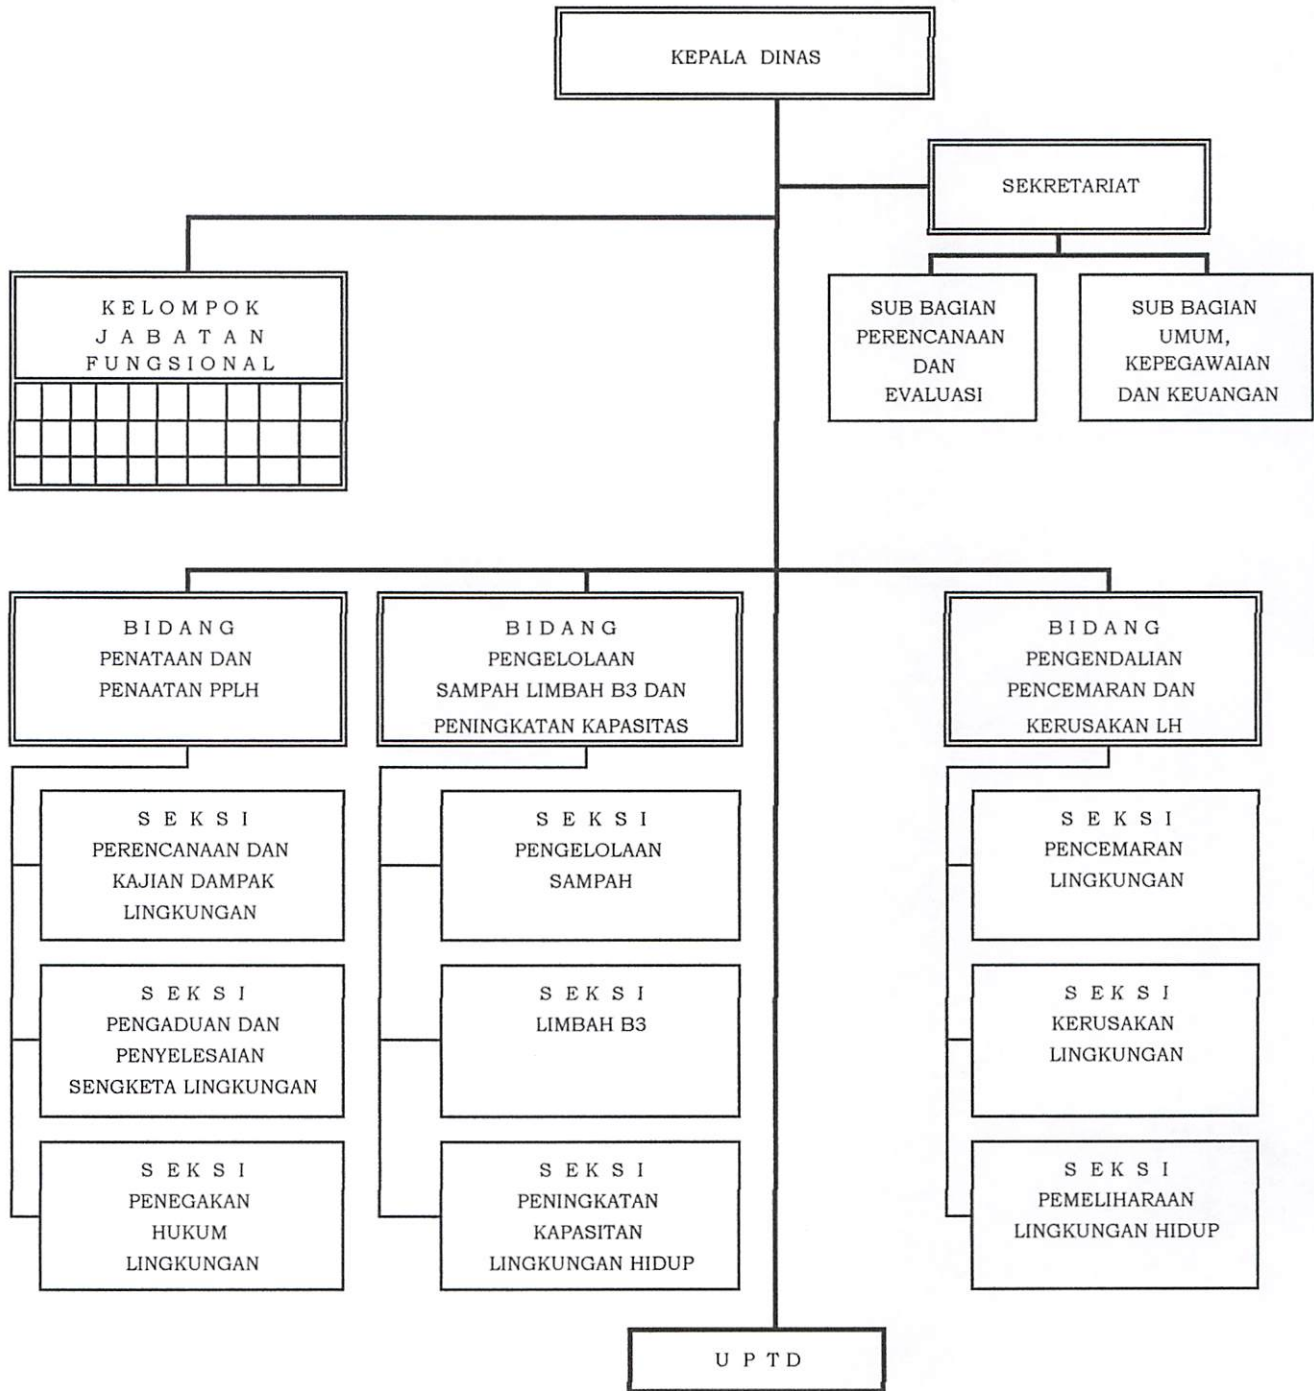 KEPALA DINAS
SEKRETARIAT
SUB BAGIAN
PERENCANAAN
DAN
EVALUASI
SUB BAGIAN
UMUM,
KEPEGAWAIAN
DAN KEUANGAN
KELOMPOK
JABATAN
FUNGSIONAL
BIDANG
PENATAAN DAN
PENAATAN PPLH
SEKSI
PERENCANAAN DAN
KAJIAN DAMPAK
LINGKUNGAN
SEKSI
PENGADUAN DAN
PENYELESAIAN
SENGKETA LINGKUNGAN
SEKSI
PENEGAKAN
HUKUM
LINGKUNGAN
BIDANG
PENGELOLAAN
SAMPAH LIMBAH B3 DAN
PENINGKATAN KAPASITAS
SEKSI
PENGELOLAAN
SAMPAH
SEKSI
LIMBAH B3
SEKSI
PENINGKATAN
KAPASITAN
LINGKUNGAN HIDUP
BIDANG
PENGENDALIAN
PENCEMARAN DAN
KERUSAKAN LH
SEKSI
PENCEMARAN
LINGKUNGAN
SEKSI
KERUSAKAN
LINGKUNGAN
SEKSI
PEMELIHARAAN
LINGKUNGAN HIDUP
UPTD